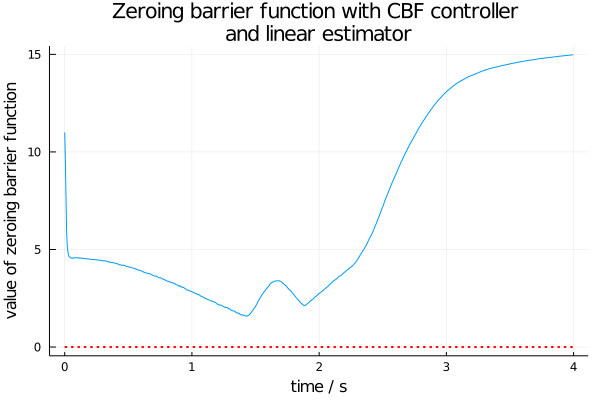 Zeroing barrier function with CBF controller
and linear estimator
value of zeroing barrier function
15
10
5
0
0
1
2
3
4
time / s